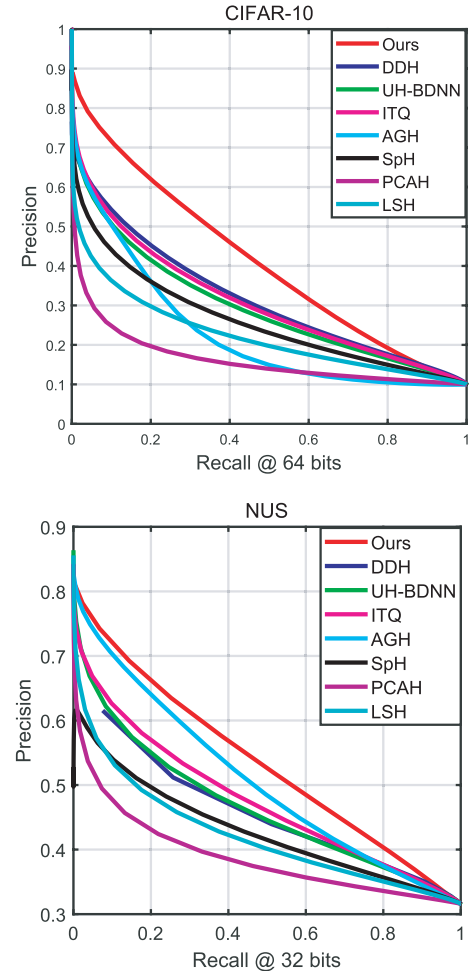 CIFAR-10
1
0.9
0.8
0.7
0.6
0.5
0.4
0.3
0.2
0.1
0
Precision
Ours
DDH
UH-BDNN
ITQ
AGH
SpH
PCAH
LSH
0 0.2 0.4 0.6 0.8 1
Recall @ 64 bits
NUS
0.9
0.8
0.7
0.6
0.5
0.4
0.3
Precision
Ours
DDH
UH-BDNN
ITQ
AGH
SpH
PCAH
LSH
0 0.2 0.4 0.6 0.8 1
Recall @ 32 bits